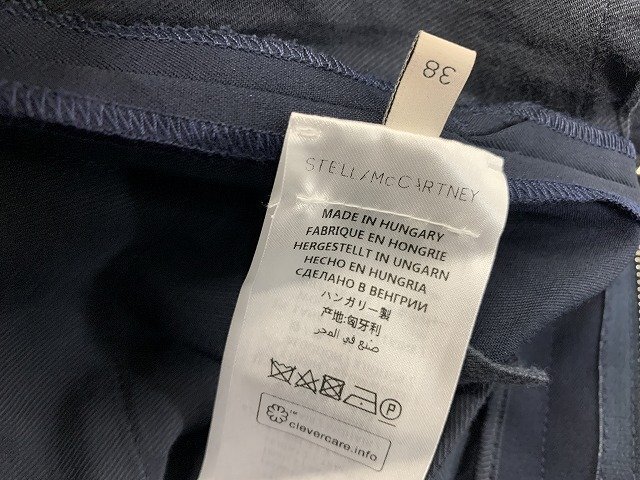 38
STELLA McCARTNEY
MADE IN HUNGARY
FABRIQUE EN HONGRIE
HERGESTELLT IN UNGARN
HECHO EN HUNGRIA
СДЕЛАНО В ВЕНГРИИ
ハンガリー製
产地:匈牙利
صنع في المجر
P
™
clevercare.info